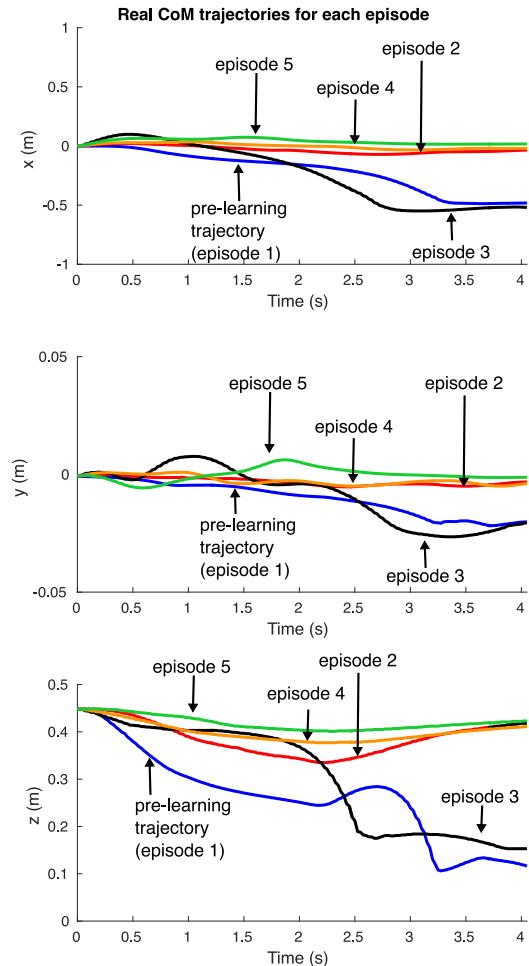 Real CoM trajectories for each episode
1
episode 2
episode 5
episode 4
0.5
x (m)
0
pre-learning
trajectory
(episode 1)
-0.5
episode 3
-1
0 0.5 1 1.5 2 2.5 3 3.5 4
Time (s)
0.05
episode 5
episode 2
episode 4
y (m)
0
pre-learning
trajectory
(episode 1)
episode 3
-0.05
0 0.5 1 1.5 2 2.5 3 3.5 4
Time (s)
episode 5
episode 2
episode 4
0.5
0.4
0.3
z (m)
pre-learning
trajectory
(episode 1)
episode 3
0.2
0.1
0
0 0.5 1 1.5 2 2.5 3 3.5 4
Time (s)